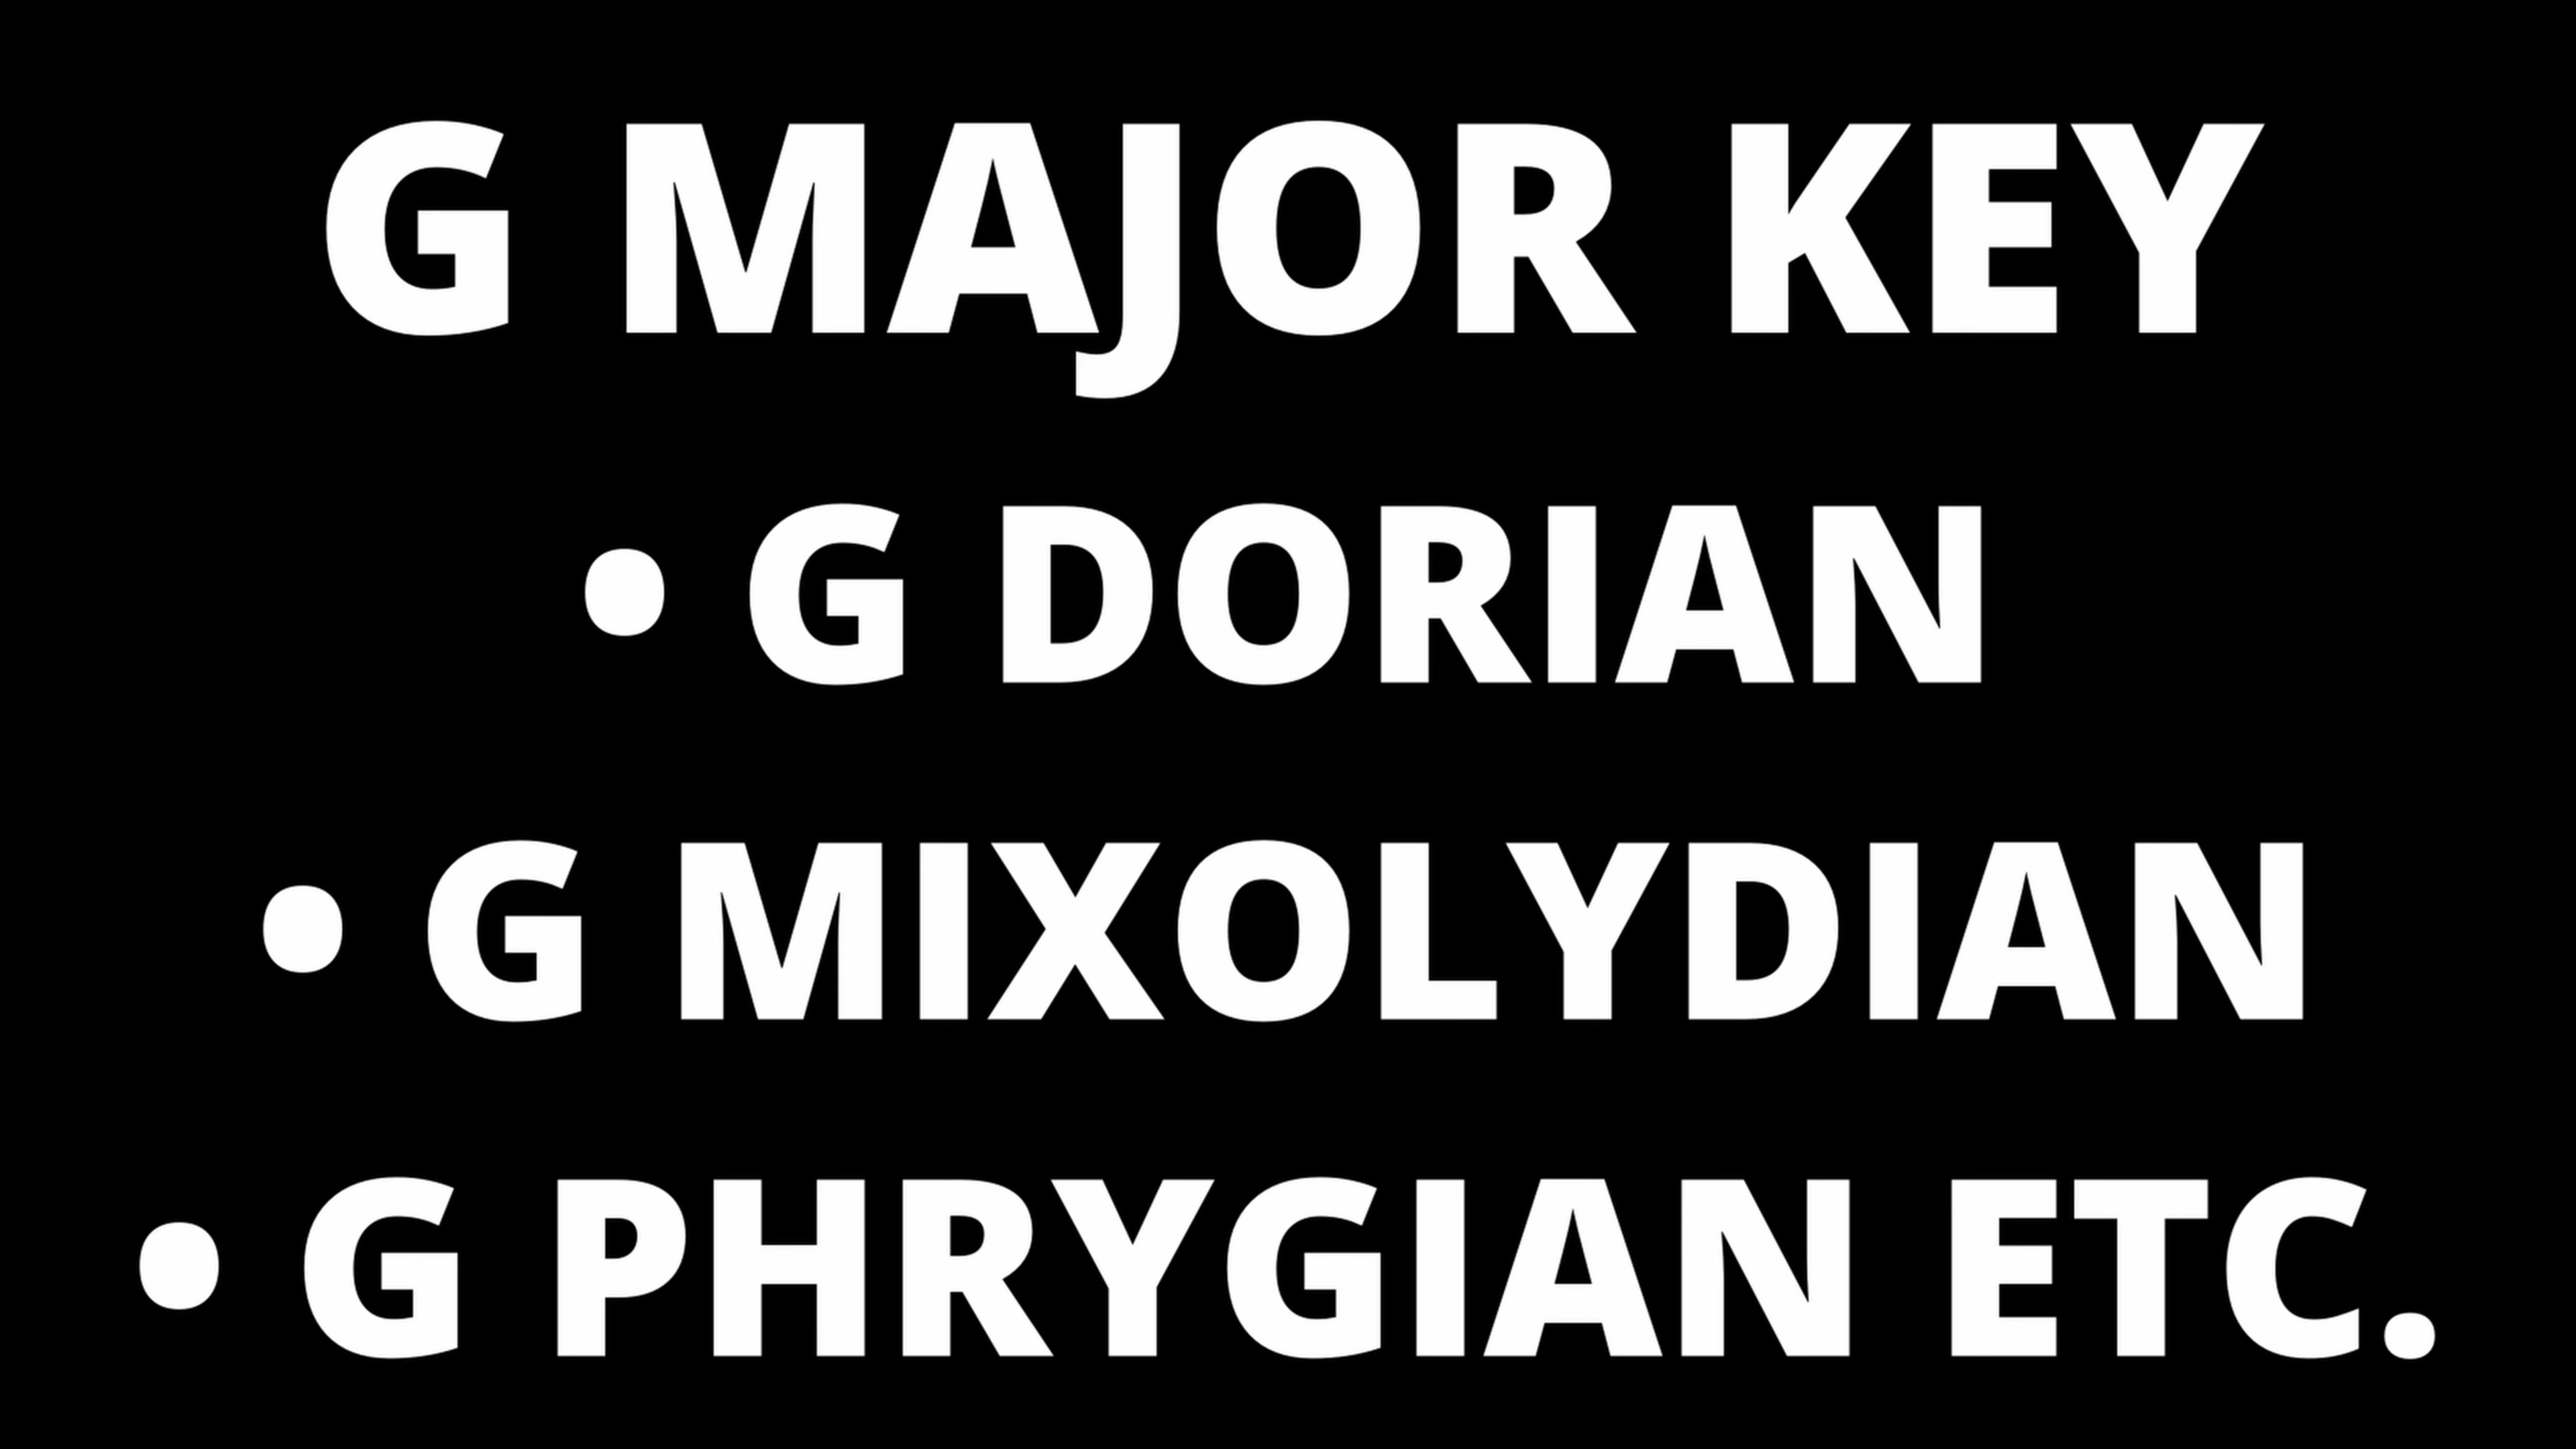 G MAJOR KEY
• G DORIAN
• G MIXOLYDIAN
• G PHRYGIAN ETC.